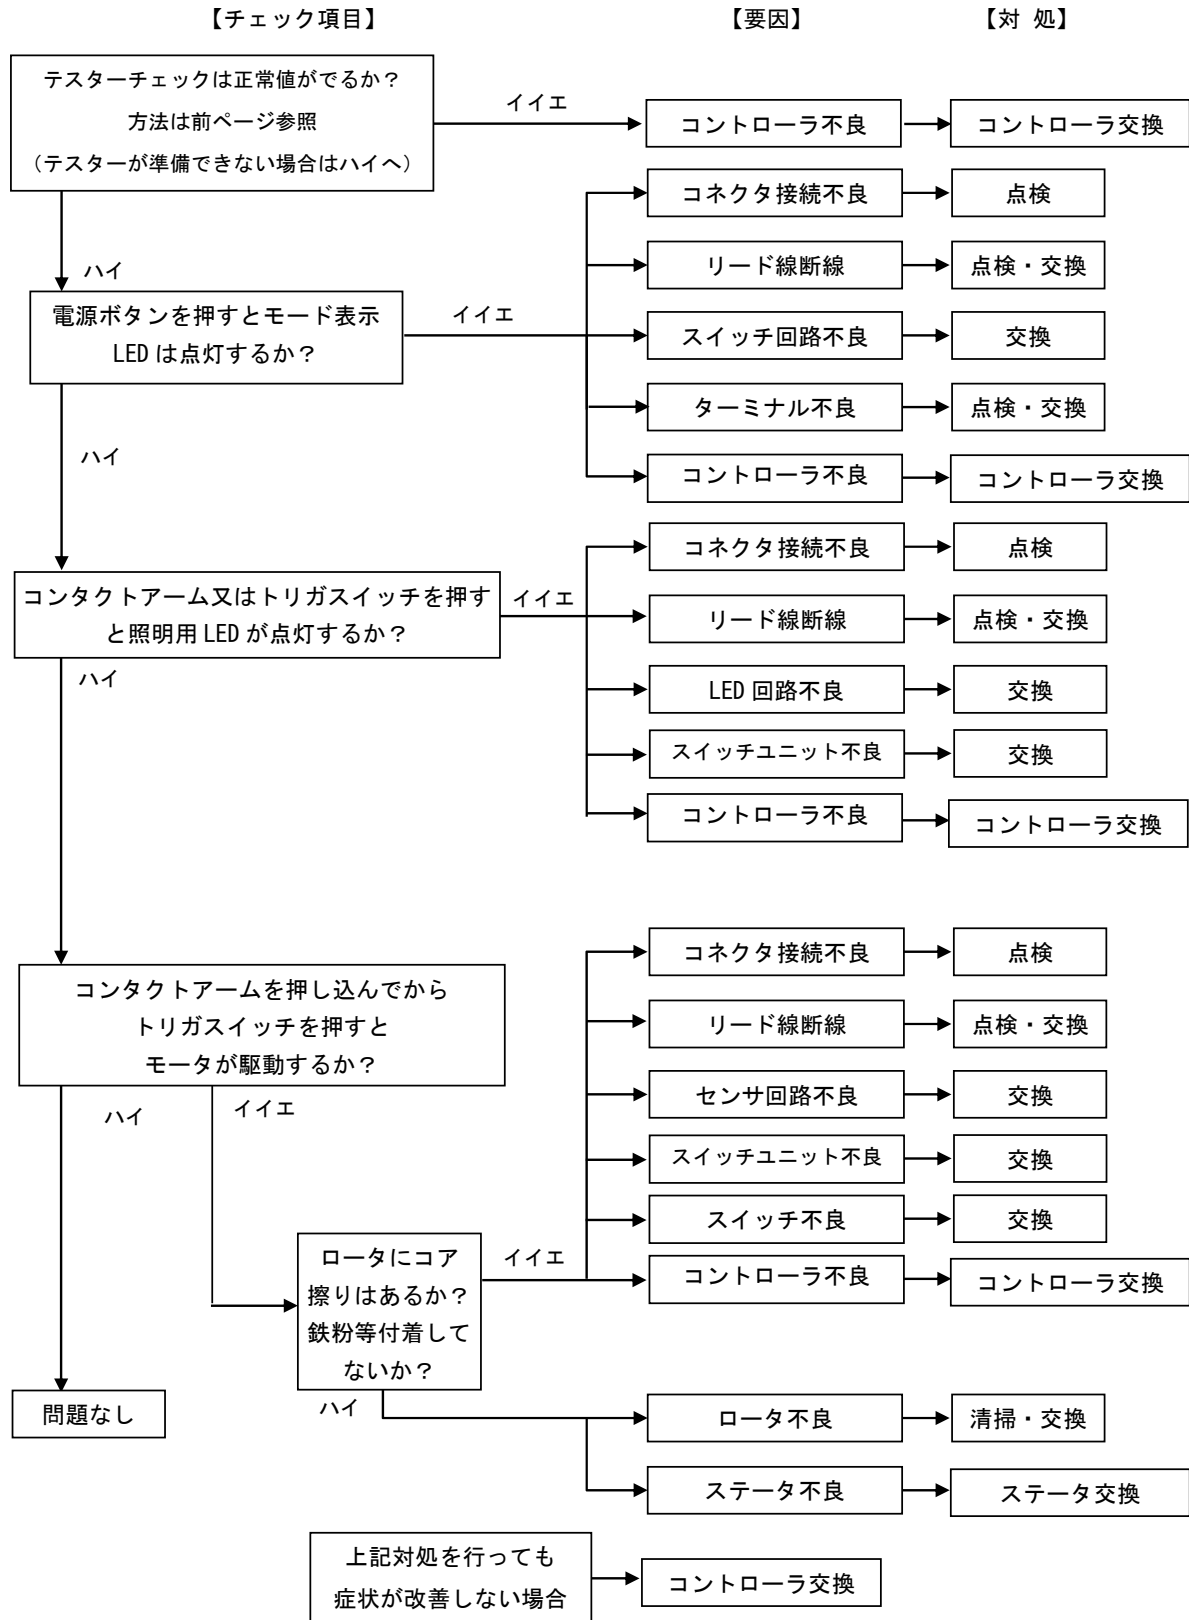 【チェック項目】
【要因】
【対 処】
テスターチェックは正常値がでるか？
方法は前ページ参照
（テスターが準備できない場合はハイへ）
イイエ
コントローラ不良
コントローラ交換
ハイ
電源ボタンを押すとモード表示
LED は点灯するか？
イイエ
コネクタ接続不良
点検
リード線断線
点検・交換
スイッチ回路不良
交換
ターミナル不良
点検・交換
コントローラ不良
コントローラ交換
ハイ
コンタクトアーム又はトリガスイッチを押す
と照明用 LED が点灯するか？
イイエ
コネクタ接続不良
点検
リード線断線
点検・交換
LED 回路不良
交換
スイッチユニット不良
交換
コントローラ不良
コントローラ交換
ハイ
コンタクトアームを押し込んでから
トリガスイッチを押すと
モータが駆動するか？
ハイ
イイエ
ロータにコア
擦りはあるか？
鉄粉等付着して
ないか？
イイエ
コネクタ接続不良
点検
リード線断線
点検・交換
センサ回路不良
交換
スイッチユニット不良
交換
スイッチ不良
交換
コントローラ不良
コントローラ交換
問題なし
ハイ
ロータ不良
清掃・交換
ステータ不良
ステータ交換
上記対処を行っても
症状が改善しない場合
コントローラ交換